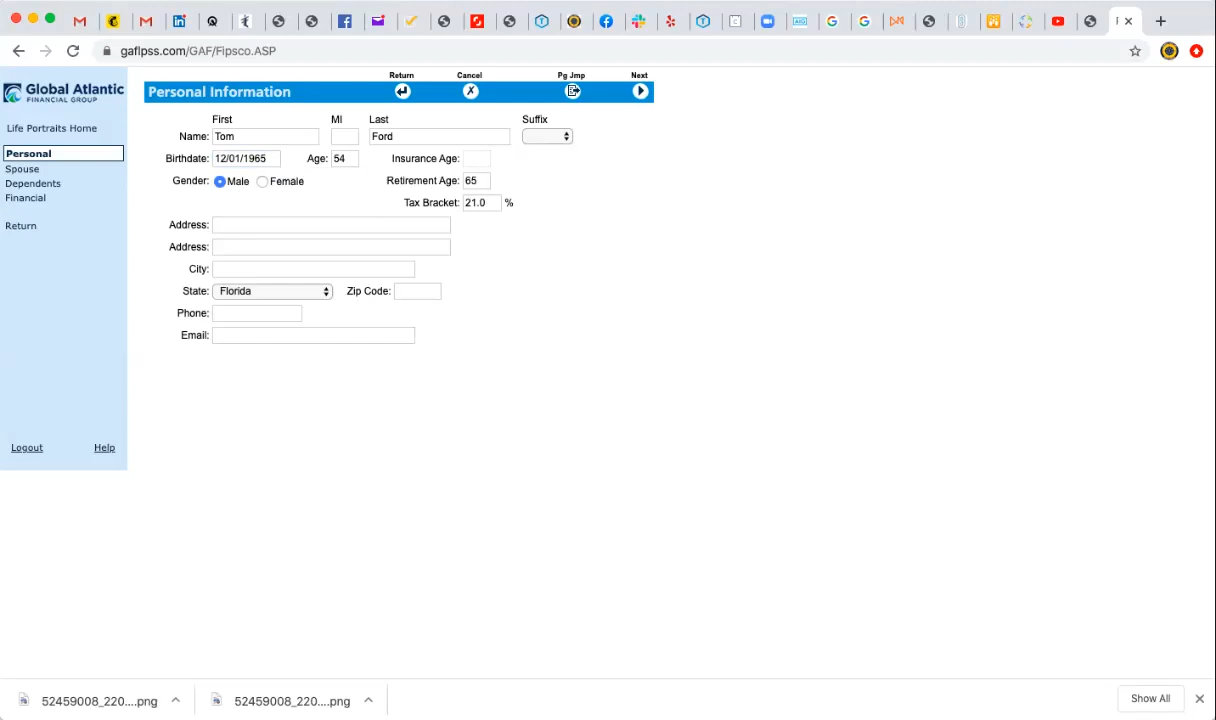 gaflpss.com/GAF/Fipsco.ASP
Global Atlantic
FINANCIAL GROUP
Life Portraits Home
Personal
Spouse
Dependents
Financial
Return
Logout Help
Return Cancel Pg Jmp Next
Personal Information
First MI Last Suffix
Name: Tom Ford
Birthdate: 12/01/1965 Age: 54 Insurance Age:
Gender: Male Female Retirement Age: 65
Tax Bracket: 21.0 %
Address:
Address:
City:
State: Florida Zip Code:
Phone:
Email:
52459008_220....png 52459008_220....png Show All